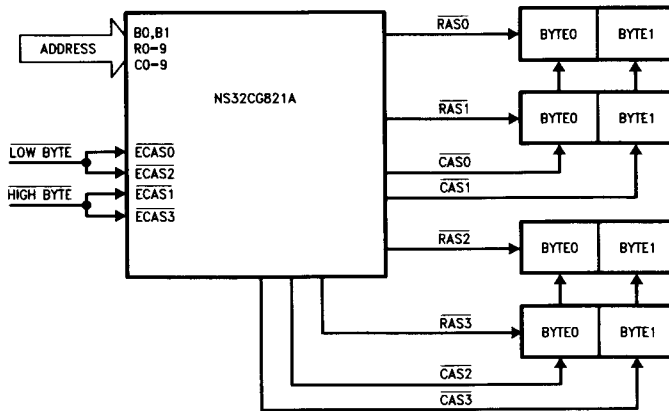 ADDRESS
B0,B1
R0-9
C0-9
NS32CG821A
LOW BYTE
HIGH BYTE
ECAS0
ECAS2
ECAS1
ECAS3
RAS0
BYTE0 BYTE1
RAS1
BYTE0 BYTE1
CAS0
CAS1
RAS2
BYTE0 BYTE1
RAS3
BYTE0 BYTE1
CAS2
CAS3